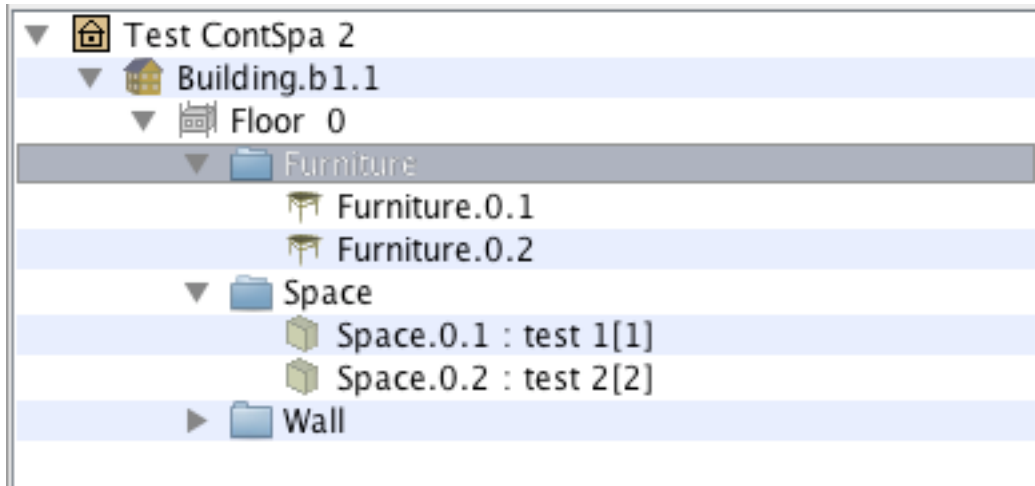 Test ContSpa 2
Building.b1.1
Floor 0
Furniture
Furniture.0.1
Furniture.0.2
Space
Space.0.1 : test 1[1]
Space.0.2 : test 2[2]
Wall